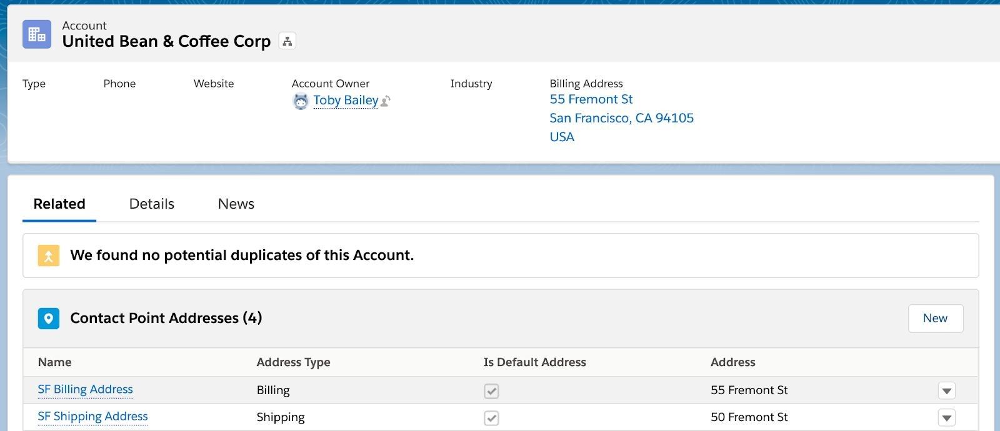 Account
United Bean & Coffee Corp
Type Phone Website Account Owner Industry Billing Address
Toby Bailey
55 Fremont St
San Francisco, CA 94105
USA
Related Details News
We found no potential duplicates of this Account.
Contact Point Addresses (4) New
Name Address Type Is Default Address Address
SF Billing Address Billing 55 Fremont St
SF Shipping Address Shipping 50 Fremont St